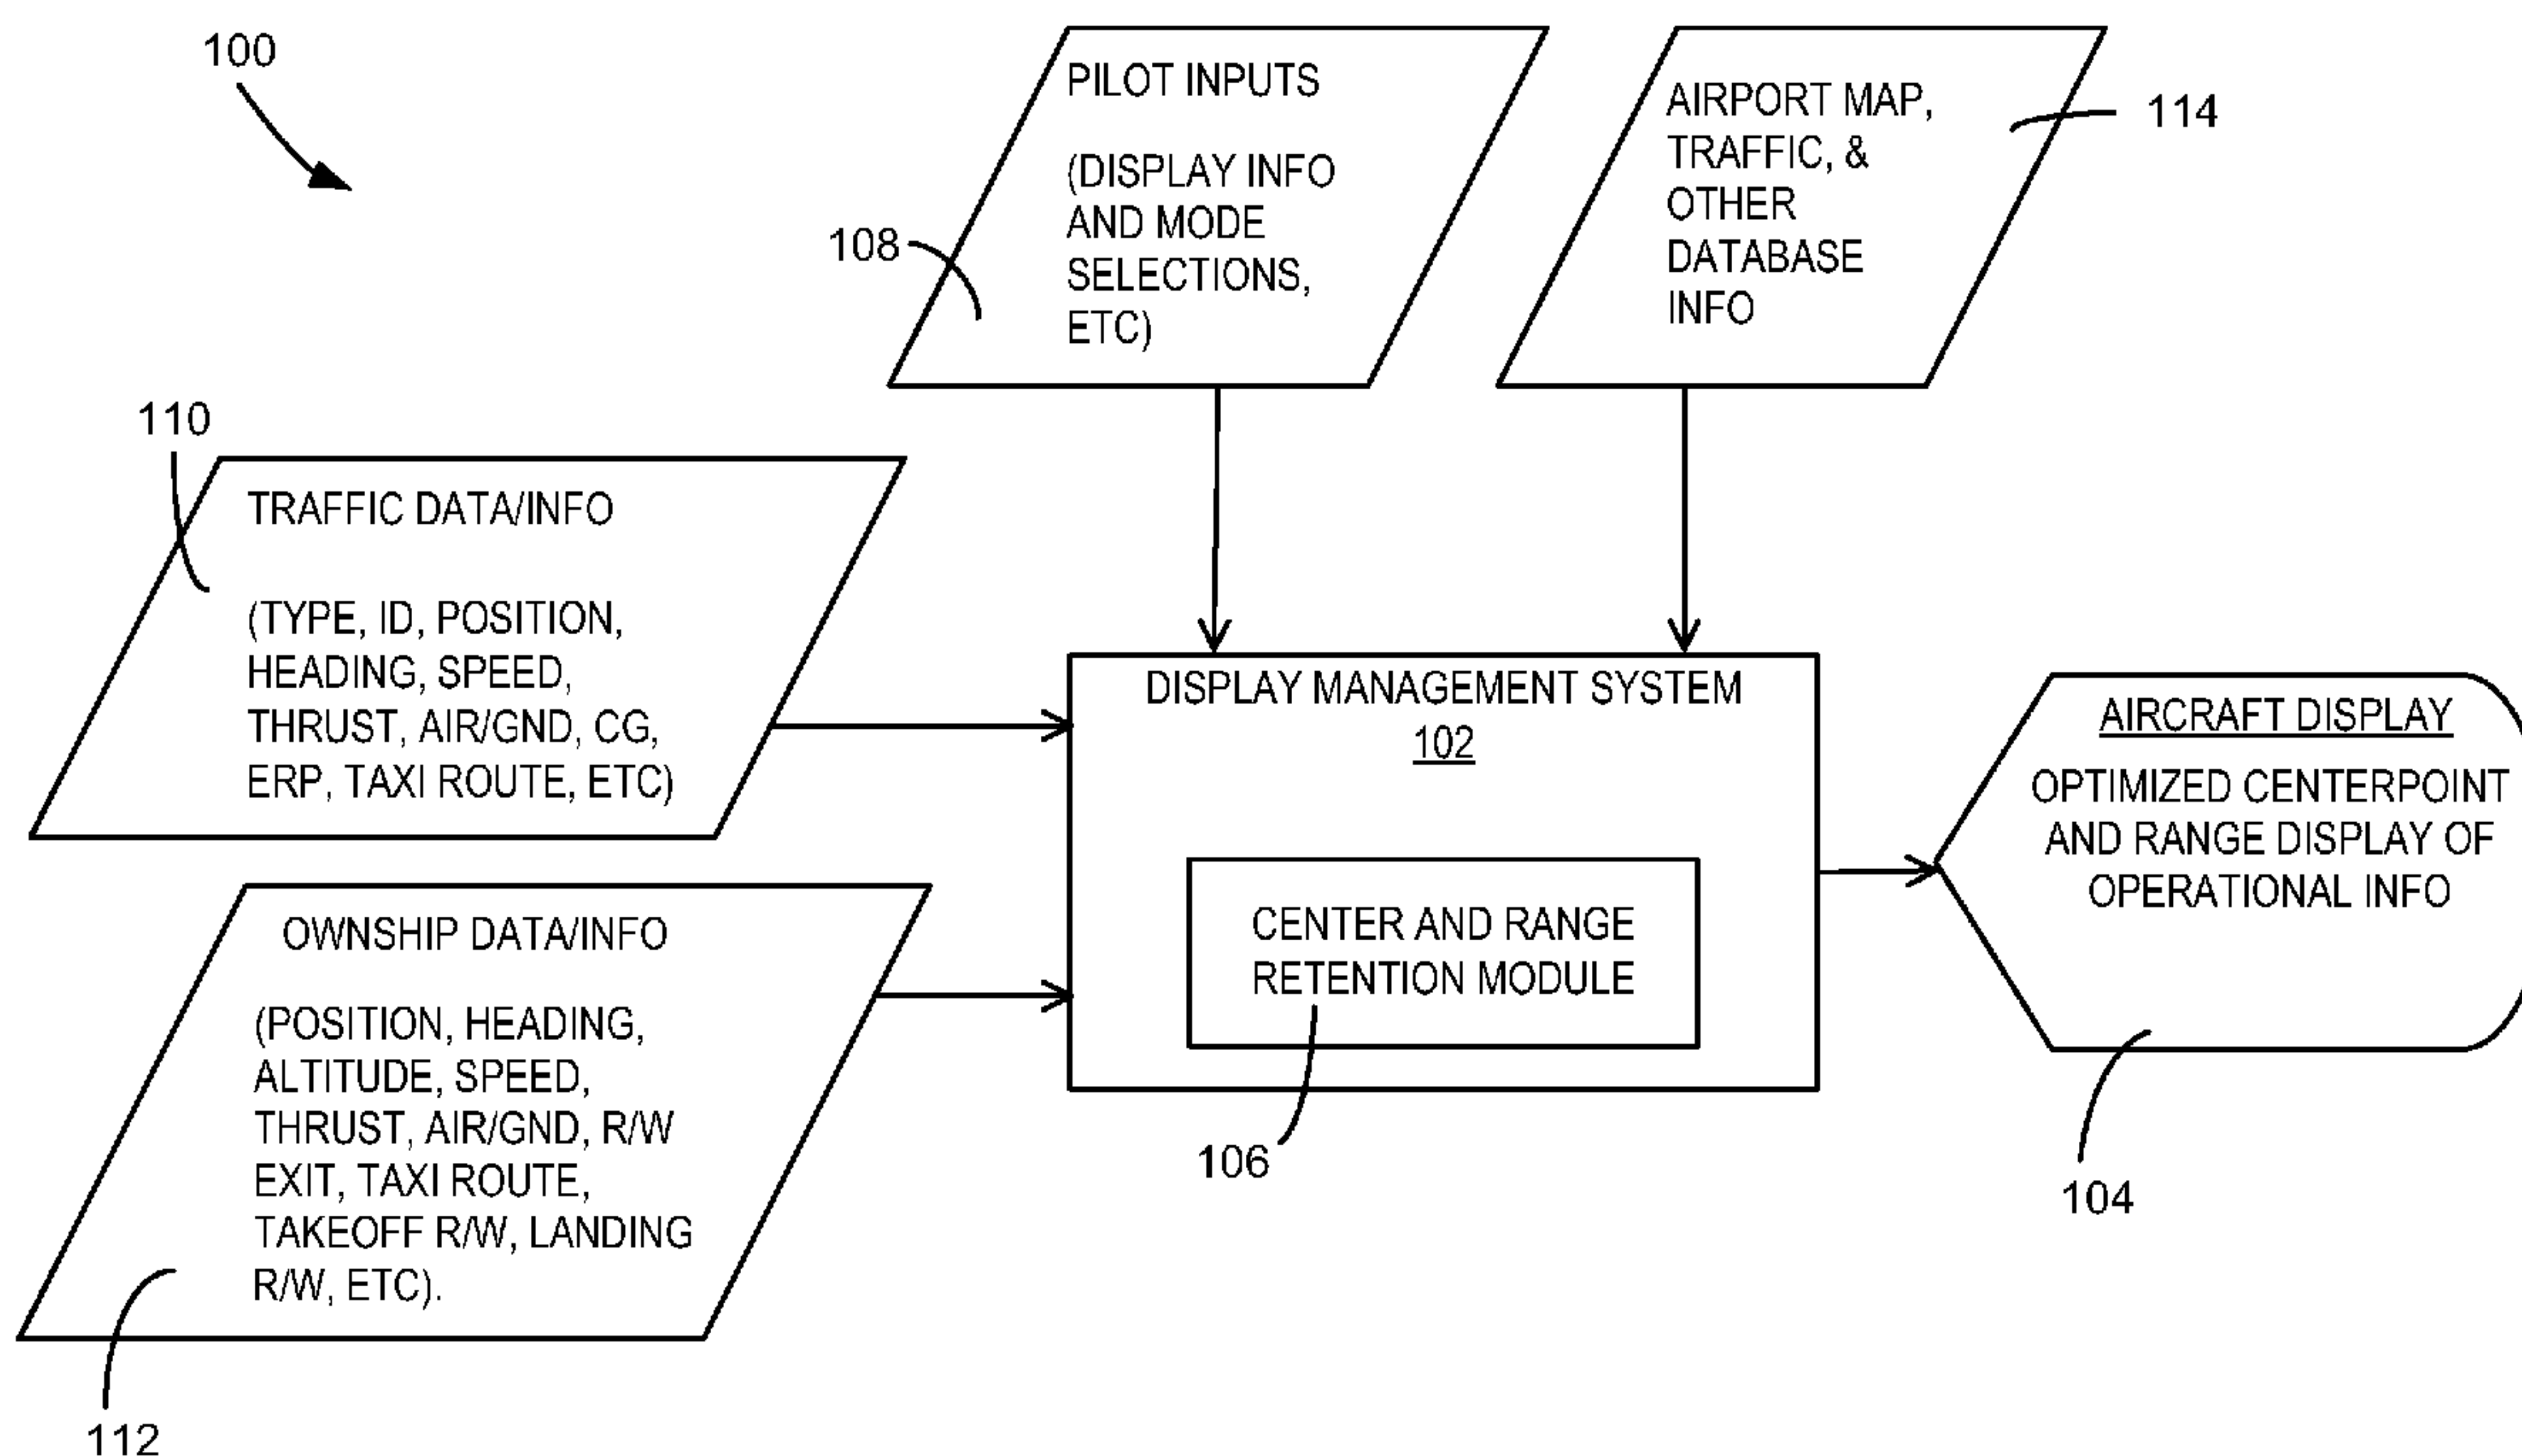 100
PILOT INPUTS
(DISPLAY INFO
AND MODE
SELECTIONS,
ETC)
108
AIRPORT MAP,
TRAFFIC, &
OTHER
DATABASE
INFO
114
110
TRAFFIC DATA/INFO
(TYPE, ID, POSITION,
HEADING, SPEED,
THRUST, AIR/GND, CG,
ERP, TAXI ROUTE, ETC)
DISPLAY MANAGEMENT SYSTEM
102
CENTER AND RANGE
RETENTION MODULE
106
AIRCRAFT DISPLAY
OPTIMIZED CENTERPOINT
AND RANGE DISPLAY OF
OPERATIONAL INFO
104
OWNSHIP DATA/INFO
(POSITION, HEADING,
ALTITUDE, SPEED,
THRUST, AIR/GND, R/W
EXIT, TAXI ROUTE,
TAKEOFF R/W, LANDING
R/W, ETC).
112